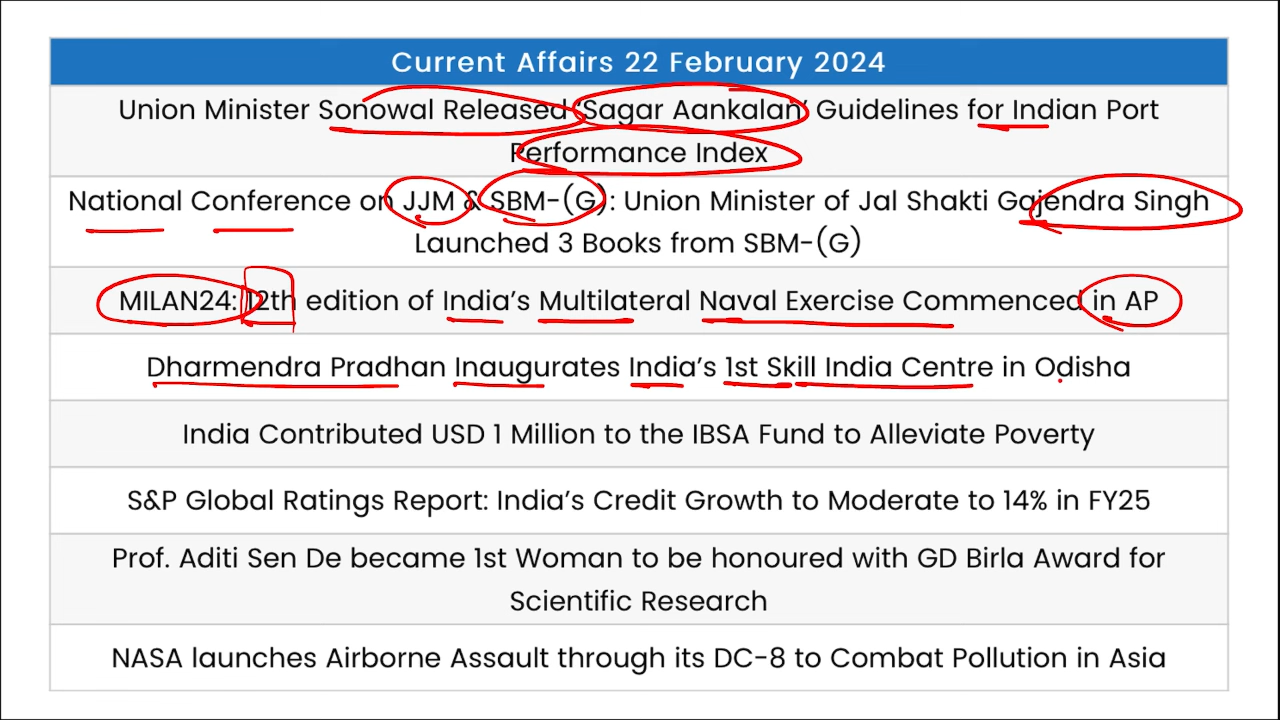 Current Affairs 22 February 2024
Union Minister Sonowal Released ‘Sagar Aankalan’ Guidelines for Indian Port
Performance Index
National Conference on JJM & SBM-(G): Union Minister of Jal Shakti Gajendra Singh
Launched 3 Books from SBM-(G)
MILAN24: 12th edition of India’s Multilateral Naval Exercise Commenced in AP
Dharmendra Pradhan Inaugurates India’s 1st Skill India Centre in Odisha
India Contributed USD 1 Million to the IBSA Fund to Alleviate Poverty
S&P Global Ratings Report: India’s Credit Growth to Moderate to 14% in FY25
Prof. Aditi Sen De became 1st Woman to be honoured with GD Birla Award for
Scientific Research
NASA launches Airborne Assault through its DC-8 to Combat Pollution in Asia